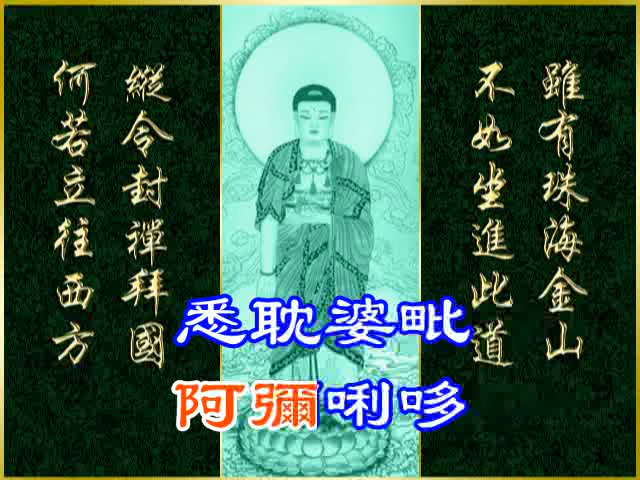 雖有珠海金山
不如坐進此道
縱令封禪拜國
何若立往西方
悉耽婆毗
阿彌唎哆